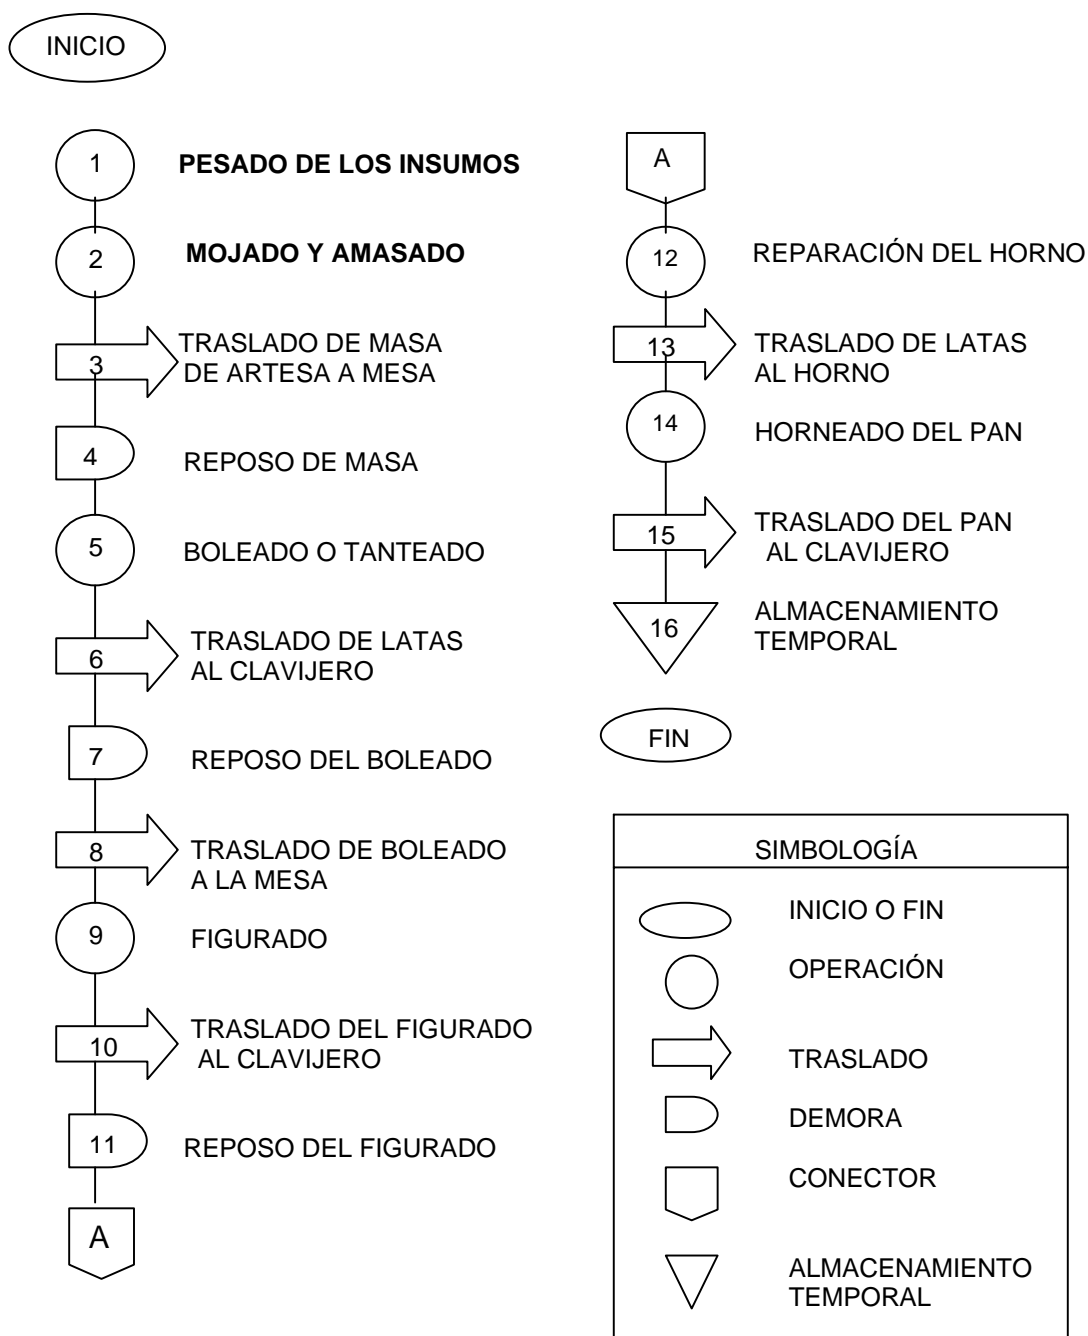 INICIO
1 PESADO DE LOS INSUMOS
2 MOJADO Y AMASADO
3 TRASLADO DE MASA
DE ARTESA A MESA
4 REPOSO DE MASA
5 BOLEADO O TANTEADO
6 TRASLADO DE LATAS
AL CLAVIJERO
7 REPOSO DEL BOLEADO
8 TRASLADO DE BOLEADO
A LA MESA
9 FIGURADO
10 TRASLADO DEL FIGURADO
AL CLAVIJERO
11 REPOSO DEL FIGURADO
A
A
12 REPARACIÓN DEL HORNO
13 TRASLADO DE LATAS
AL HORNO
14 HORNEADO DEL PAN
15 TRASLADO DEL PAN
AL CLAVIJERO
16 ALMACENAMIENTO
TEMPORAL
FIN
SIMBOLOGÍA
INICIO O FIN
OPERACIÓN
TRASLADO
DEMORA
CONECTOR
ALMACENAMIENTO
TEMPORAL